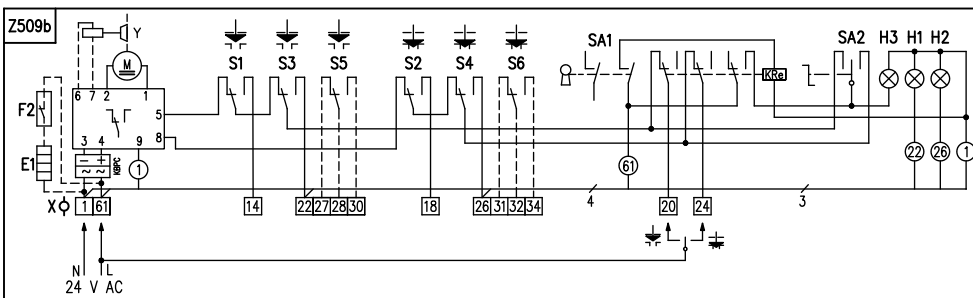 Z509b
Y
M
S1 S3 S5 S2 S4 S6
SA1 SA2 H3 H1 H2
KRe
6 7 2 1
5
8
F2
3 4 9
− +
~ ~
KBPC
1
E1
61
22 26 1
X 1 61 14 22 27 28 30 18 26 31 32 34 4 20 24 3
N L
24 V AC